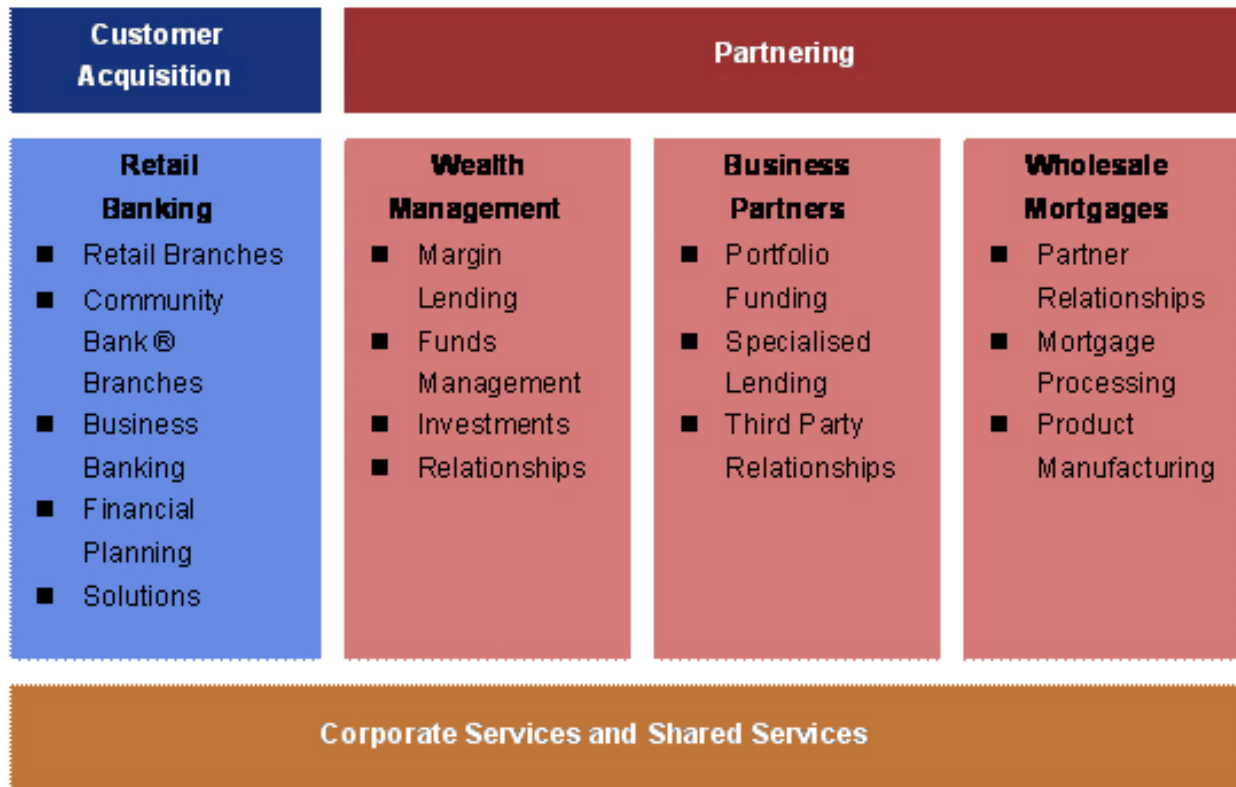 Customer
Acquisition
Partnering
Retail
Banking
■ Retail Branches
■ Community
Bank ®
Branches
■ Business
Banking
■ Financial
Planning
■ Solutions
Wealth
Management
■ Margin
Lending
■ Funds
Management
■ Investments
■ Relationships
Business
Partners
■ Portfolio
Funding
■ Specialised
Lending
■ Third Party
Relationships
Wholesale
Mortgages
■ Partner
Relationships
■ Mortgage
Processing
■ Product
Manufacturing
Corporate Services and Shared Services